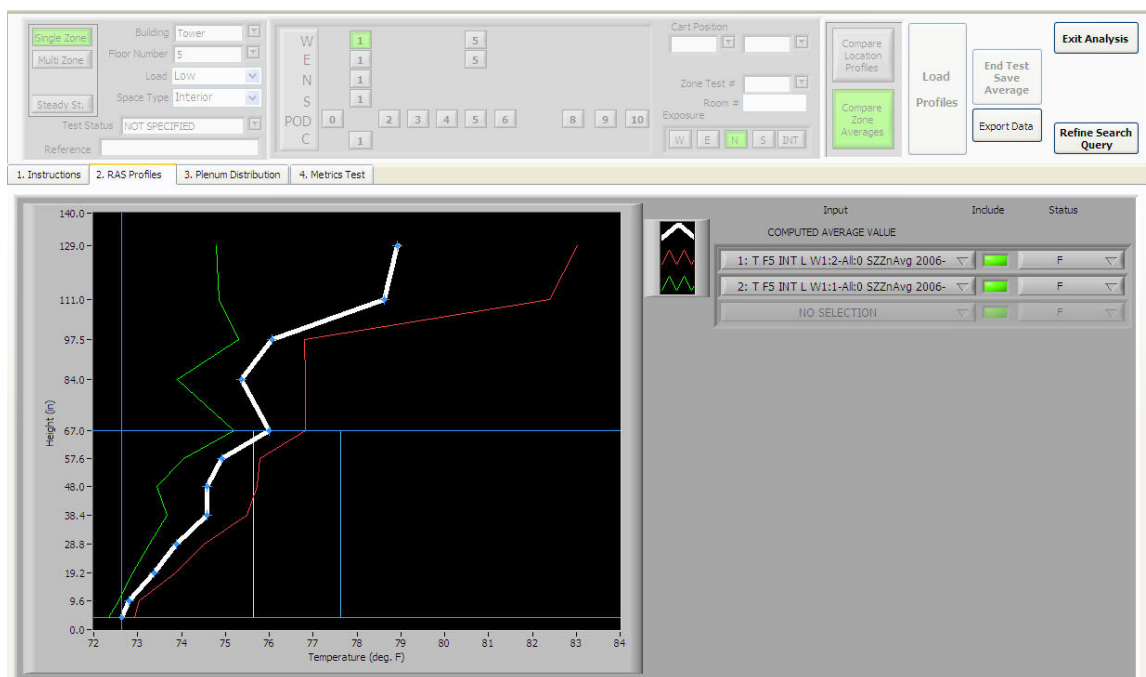 Single Zone
Multi Zone
Steady St.
Building Tower
Floor Number 5
Load Low
Space Type Interior
Test Status NOT SPECIFIED
Reference
W 1 5
E 1 5
N 1
S 1
POD 0 2 3 4 5 6 8 9 10
C 1
Cart Position
Zone Test #
Room #
Exposure
W E N S INT
Compare
Location
Profiles
Compare
Zone
Averages
Load
Profiles
End Test
Save
Average
Export Data
Exit Analysis
Refine Search
Query
1. Instructions 2. RAS Profiles 3. Plenum Distribution 4. Metrics Test
Height (in)
140.0
129.0
111.0
97.5
84.0
67.0
57.6
48.0
38.4
28.8
19.2
9.6
0.0
72 73 74 75 76 77 78 79 80 81 82 83 84
Temperature (deg. F)
Input Include Status
COMPUTED AVERAGE VALUE
1: T F5 INT L W1:2-All:0 SZZnAvg 2006- F
2: T F5 INT L W1:1-All:0 SZZnAvg 2006- F
NO SELECTION F